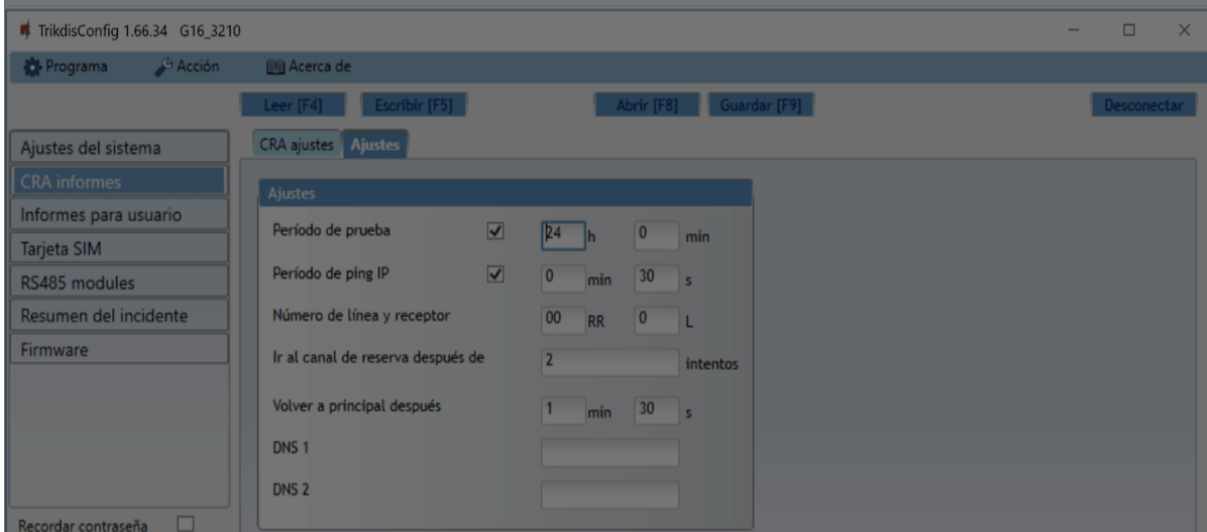 TrikdisConfig 1.66.34 G16_3210
Programa Acción Acerca de
Leer [F4] Escribir [F5] Abrir [F8] Guardar [F9] Desconectar
Ajustes del sistema
CRA informes
Informes para usuario
Tarjeta SIM
RS485 modules
Resumen del incidente
Firmware
Recordar contraseña
CRA ajustes Ajustes
Ajustes
Período de prueba 24 h 0 min
Período de ping IP 0 min 30 s
Número de línea y receptor 00 RR 0 L
Ir al canal de reserva después de 2 intentos
Volver a principal después 1 min 30 s
DNS 1
DNS 2